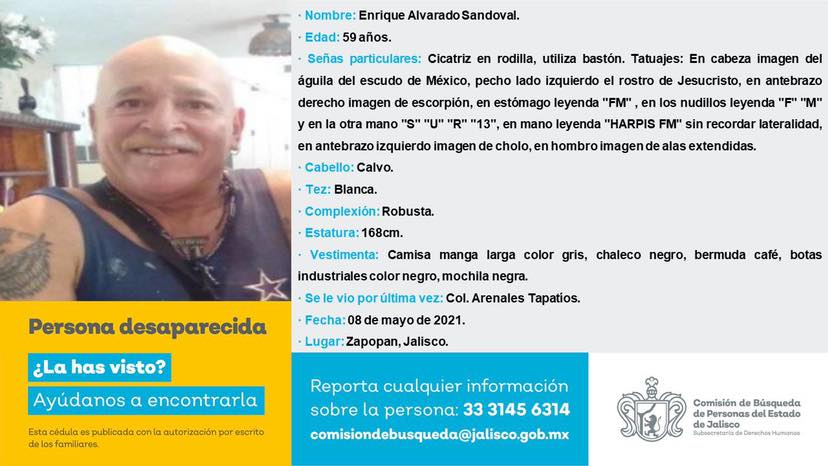 · Nombre: Enrique Alvarado Sandoval.
· Edad: 59 años.
· Señas particulares: Cicatriz en rodilla, utiliza bastón. Tatuajes: En cabeza imagen del
águila del escudo de México, pecho lado izquierdo el rostro de Jesucristo, en antebrazo
derecho imagen de escorpión, en estómago leyenda "FM" , en los nudillos leyenda "F" "M"
y en la otra mano "S" "U" "R" "13", en mano leyenda "HARPIS FM" sin recordar lateralidad,
en antebrazo izquierdo imagen de cholo, en hombro imagen de alas extendidas.
· Cabello: Calvo.
· Tez: Blanca.
· Complexión: Robusta.
· Estatura: 168cm.
· Vestimenta: Camisa manga larga color gris, chaleco negro, bermuda café, botas
industriales color negro, mochila negra.
· Se le vio por última vez: Col. Arenales Tapatíos.
· Fecha: 08 de mayo de 2021.
· Lugar: Zapopan, Jalisco.
Persona desaparecida
¿La has visto?
Ayúdanos a encontrarla
Esta cédula es publicada con la autorización por escrito
de los familiares.
Reporta cualquier información
sobre la persona: 33 3145 6314
comisiondebusqueda@jalisco.gob.mx
Comisión de Búsqueda
de Personas del Estado
de Jalisco
Subsecretaría de Derechos Humanos